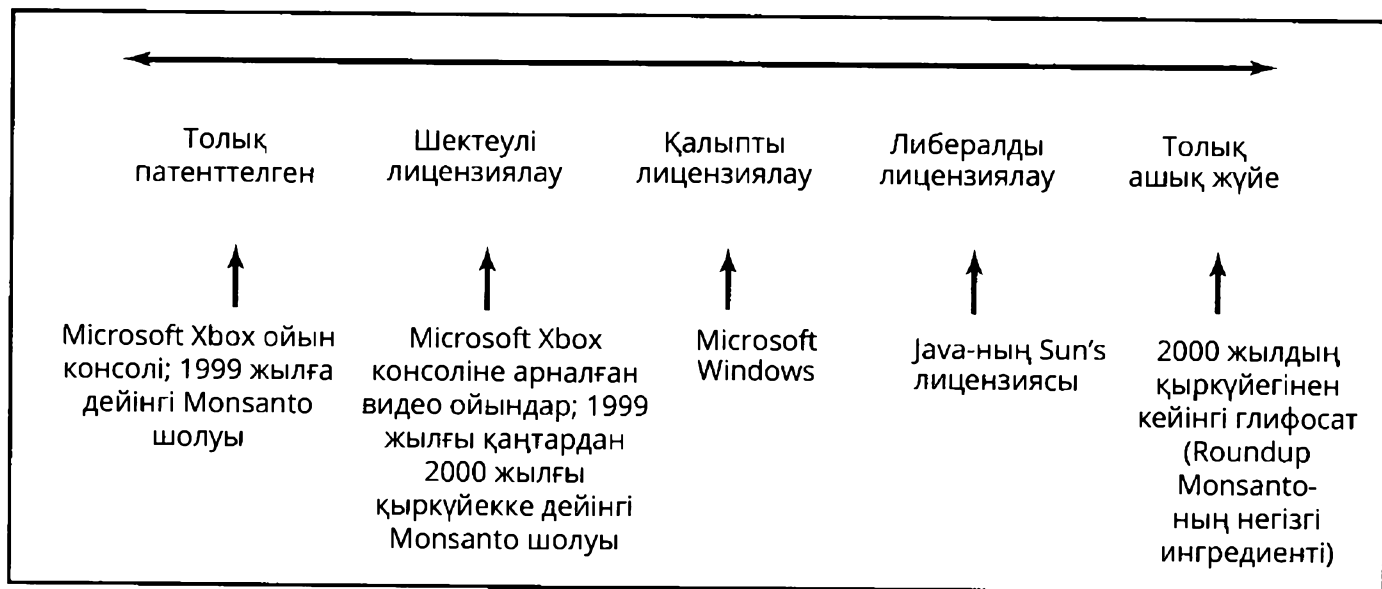 Толық
патенттелген
Шектеулі
лицензиялау
Қалыпты
лицензиялау
Либералды
лицензиялау
Толық
ашық жүйе
Microsoft Xbox ойын
консолі; 1999 жылға
дейінгі Monsanto
шолуы
Microsoft Xbox
консоліне арналған
видео ойындар; 1999
жылғы қаңтардан
2000 жылғы
қыркүйекке дейінгі
Monsanto шолуы
Microsoft
Windows
Java-ның Sun's
лицензиясы
2000 жылдың
қыркүйегінен
кейінгі глифосат
(Roundup
Monsanto-
ның негізгі
ингредиенті)